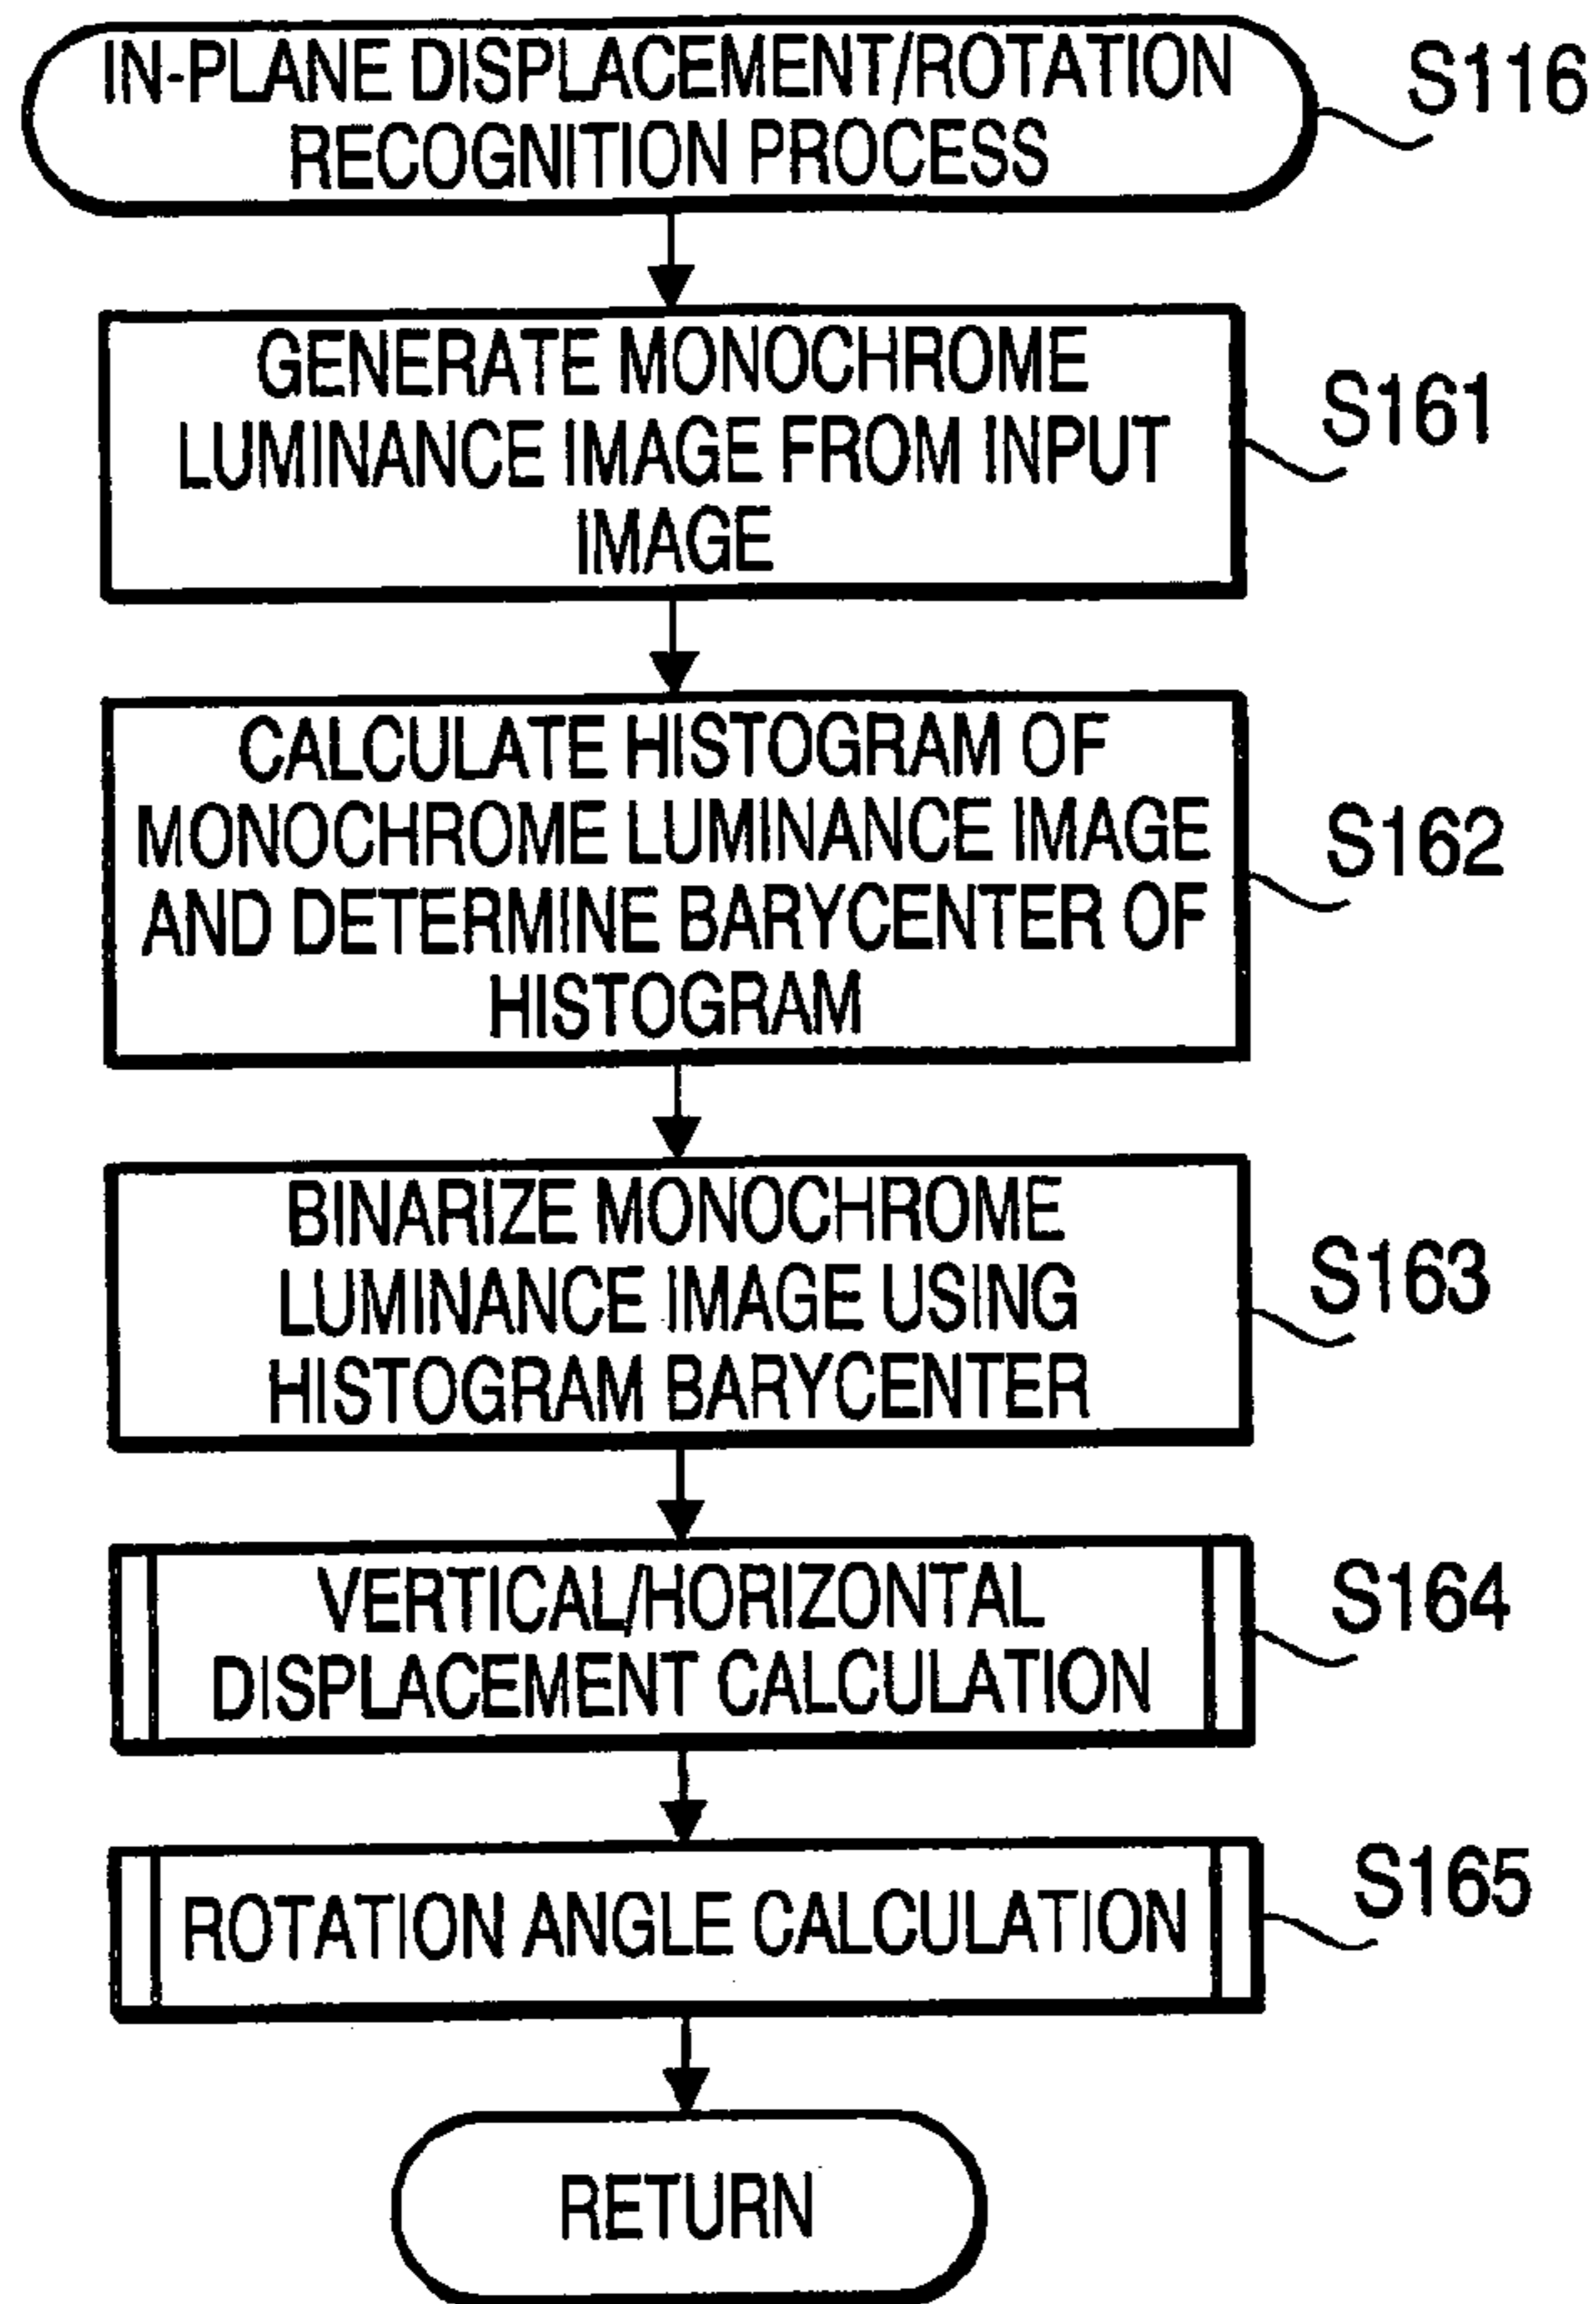 IN-PLANE DISPLACEMENT/ROTATION
RECOGNITION PROCESS
S116
GENERATE MONOCHROME
LUMINANCE IMAGE FROM INPUT
IMAGE
S161
CALCULATE HISTOGRAM OF
MONOCHROME LUMINANCE IMAGE
AND DETERMINE BARYCENTER OF
HISTOGRAM
S162
BINARIZE MONOCHROME
LUMINANCE IMAGE USING
HISTOGRAM BARYCENTER
S163
VERTICAL/HORIZONTAL
DISPLACEMENT CALCULATION
S164
ROTATION ANGLE CALCULATION
S165
RETURN